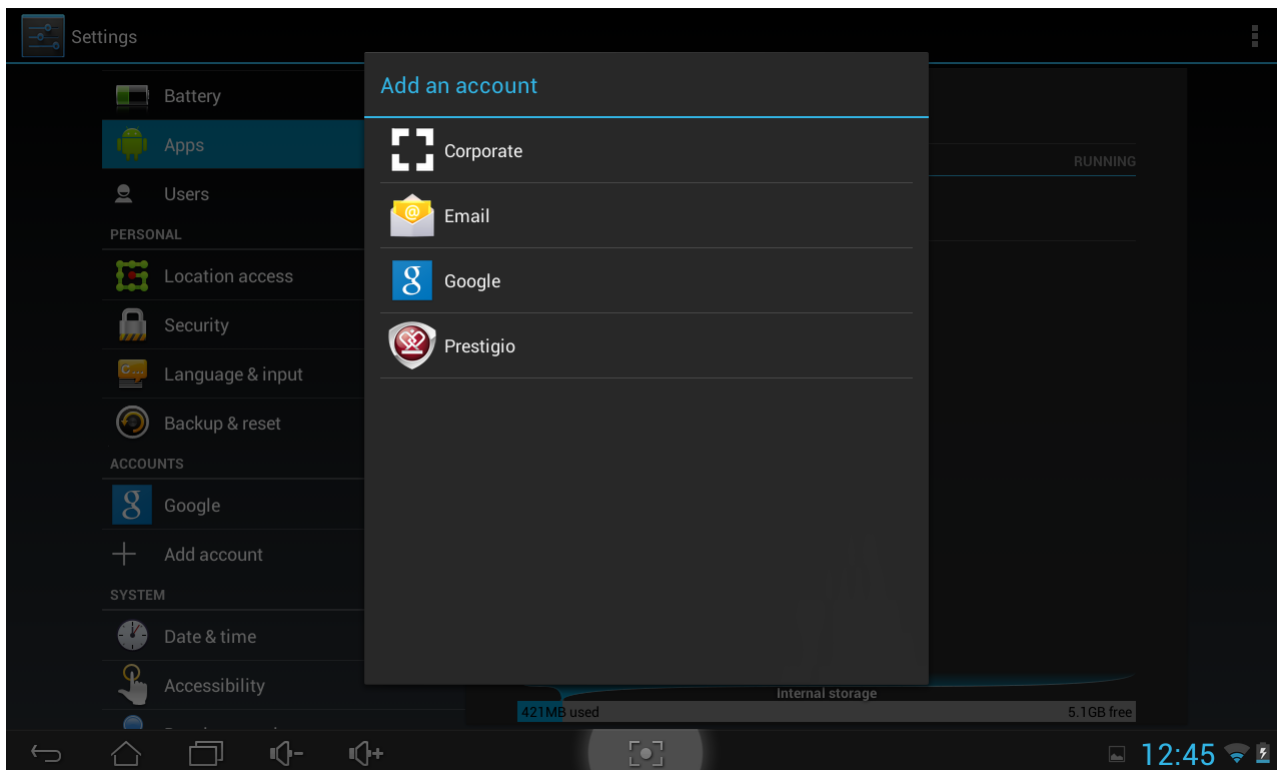 Settings
Battery
Apps
Users
PERSONAL
Location access
Security
Language & input
Backup & reset
ACCOUNTS
Google
Add account
SYSTEM
Date & time
Accessibility
Add an account
Corporate
Email
Google
Prestigio
RUNNING
Internal storage
421MB used
5.1GB free
12:45